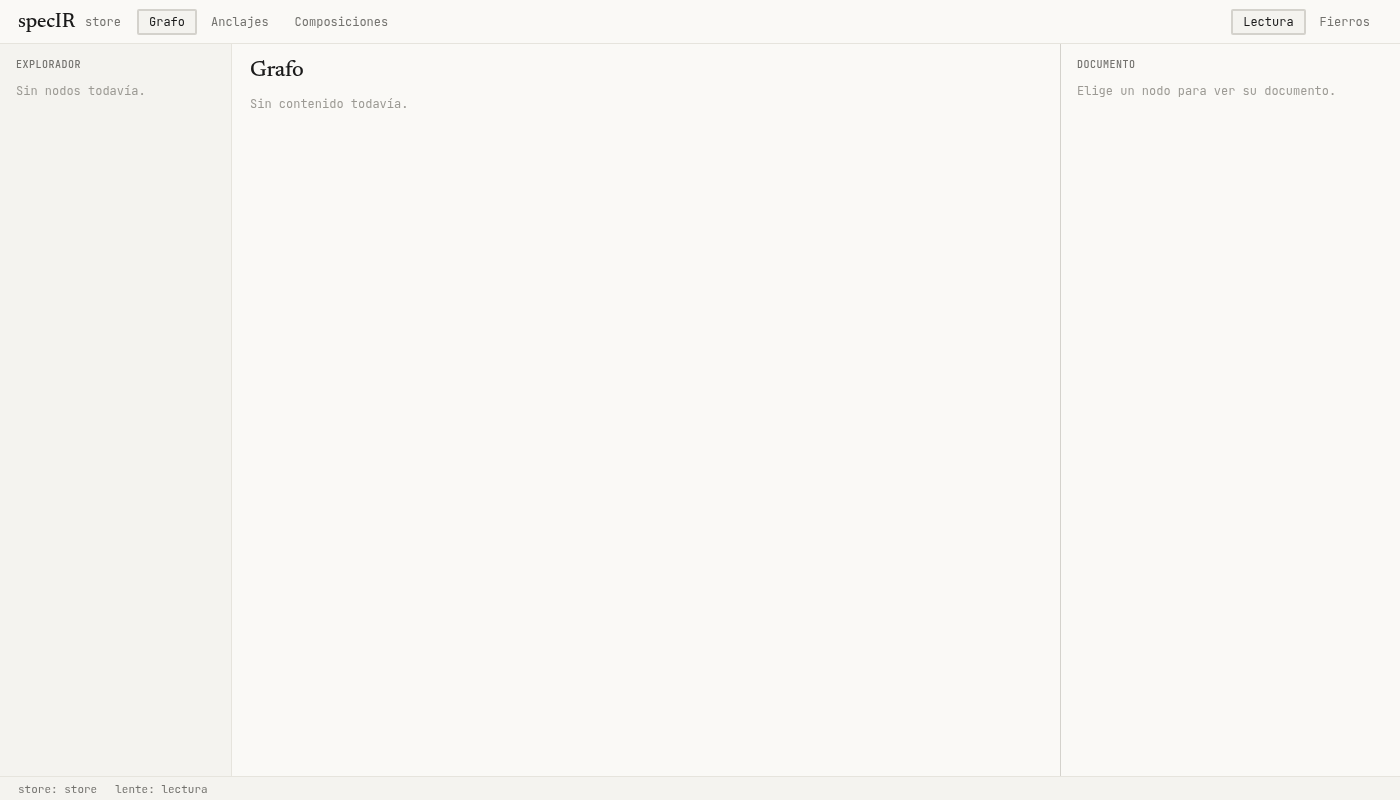 specIR store Grafo Anclajes Composiciones Lectura Fierros
EXPLORADOR
Sin nodos todavía.
Grafo
Sin contenido todavía.
DOCUMENTO
Elige un nodo para ver su documento.
store: store lente: lectura